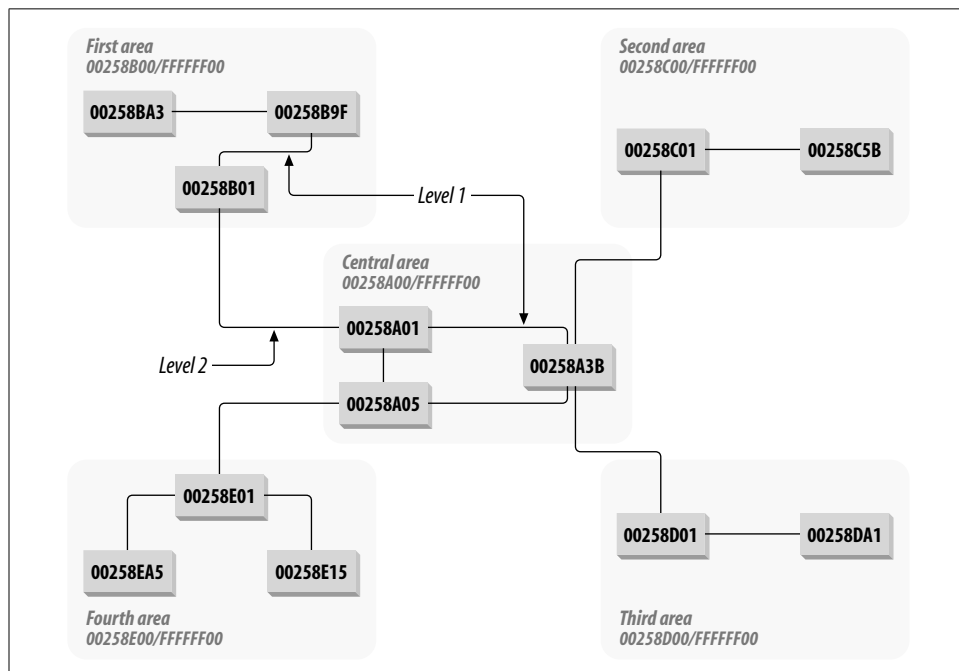 First area
00258B00/FFFFFF00
00258BA3
00258B9F
00258B01
Second area
00258C00/FFFFFF00
00258C01
00258C5B
Level 1
Central area
00258A00/FFFFFF00
00258A01
00258A3B
00258A05
Level 2
00258E01
00258EA5
00258E15
Fourth area
00258E00/FFFFFF00
00258D01
00258DA1
Third area
00258D00/FFFFFF00